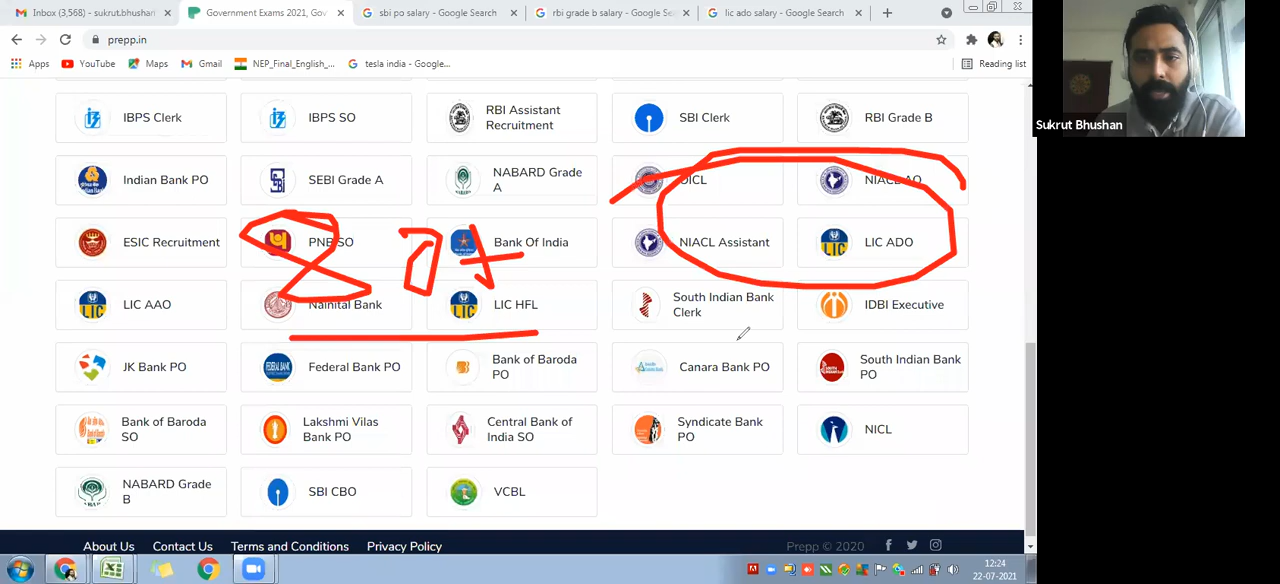 Inbox (3,568) - sukrut.bhushan
Government Exams 2021, Gov
sbi po salary - Google Search
rbi grade b salary - Google Se
lic ado salary - Google Search
prepp.in
Apps
YouTube
Maps
Gmail
NEP_Final_English_...
tesla india - Google...
Reading list
IBPS Clerk
IBPS SO
RBI Assistant
Recruitment
SBI Clerk
RBI Grade B
Indian Bank PO
SEBI Grade A
NABARD Grade
A
OICL
NIACL AO
ESIC Recruitment
PNB SO
Bank Of India
NIACL Assistant
LIC ADO
LIC AAO
Nainital Bank
LIC HFL
South Indian Bank
Clerk
IDBI Executive
JK Bank PO
Federal Bank PO
Bank of Baroda
PO
Canara Bank PO
South Indian Bank
PO
Bank of Baroda
SO
Lakshmi Vilas
Bank PO
Central Bank of
India SO
Syndicate Bank
PO
NICL
NABARD Grade
B
SBI CBO
VCBL
About Us
Contact Us
Terms and Conditions
Privacy Policy
Prepp © 2020
12:24
22-07-2021
Sukrut Bhushan